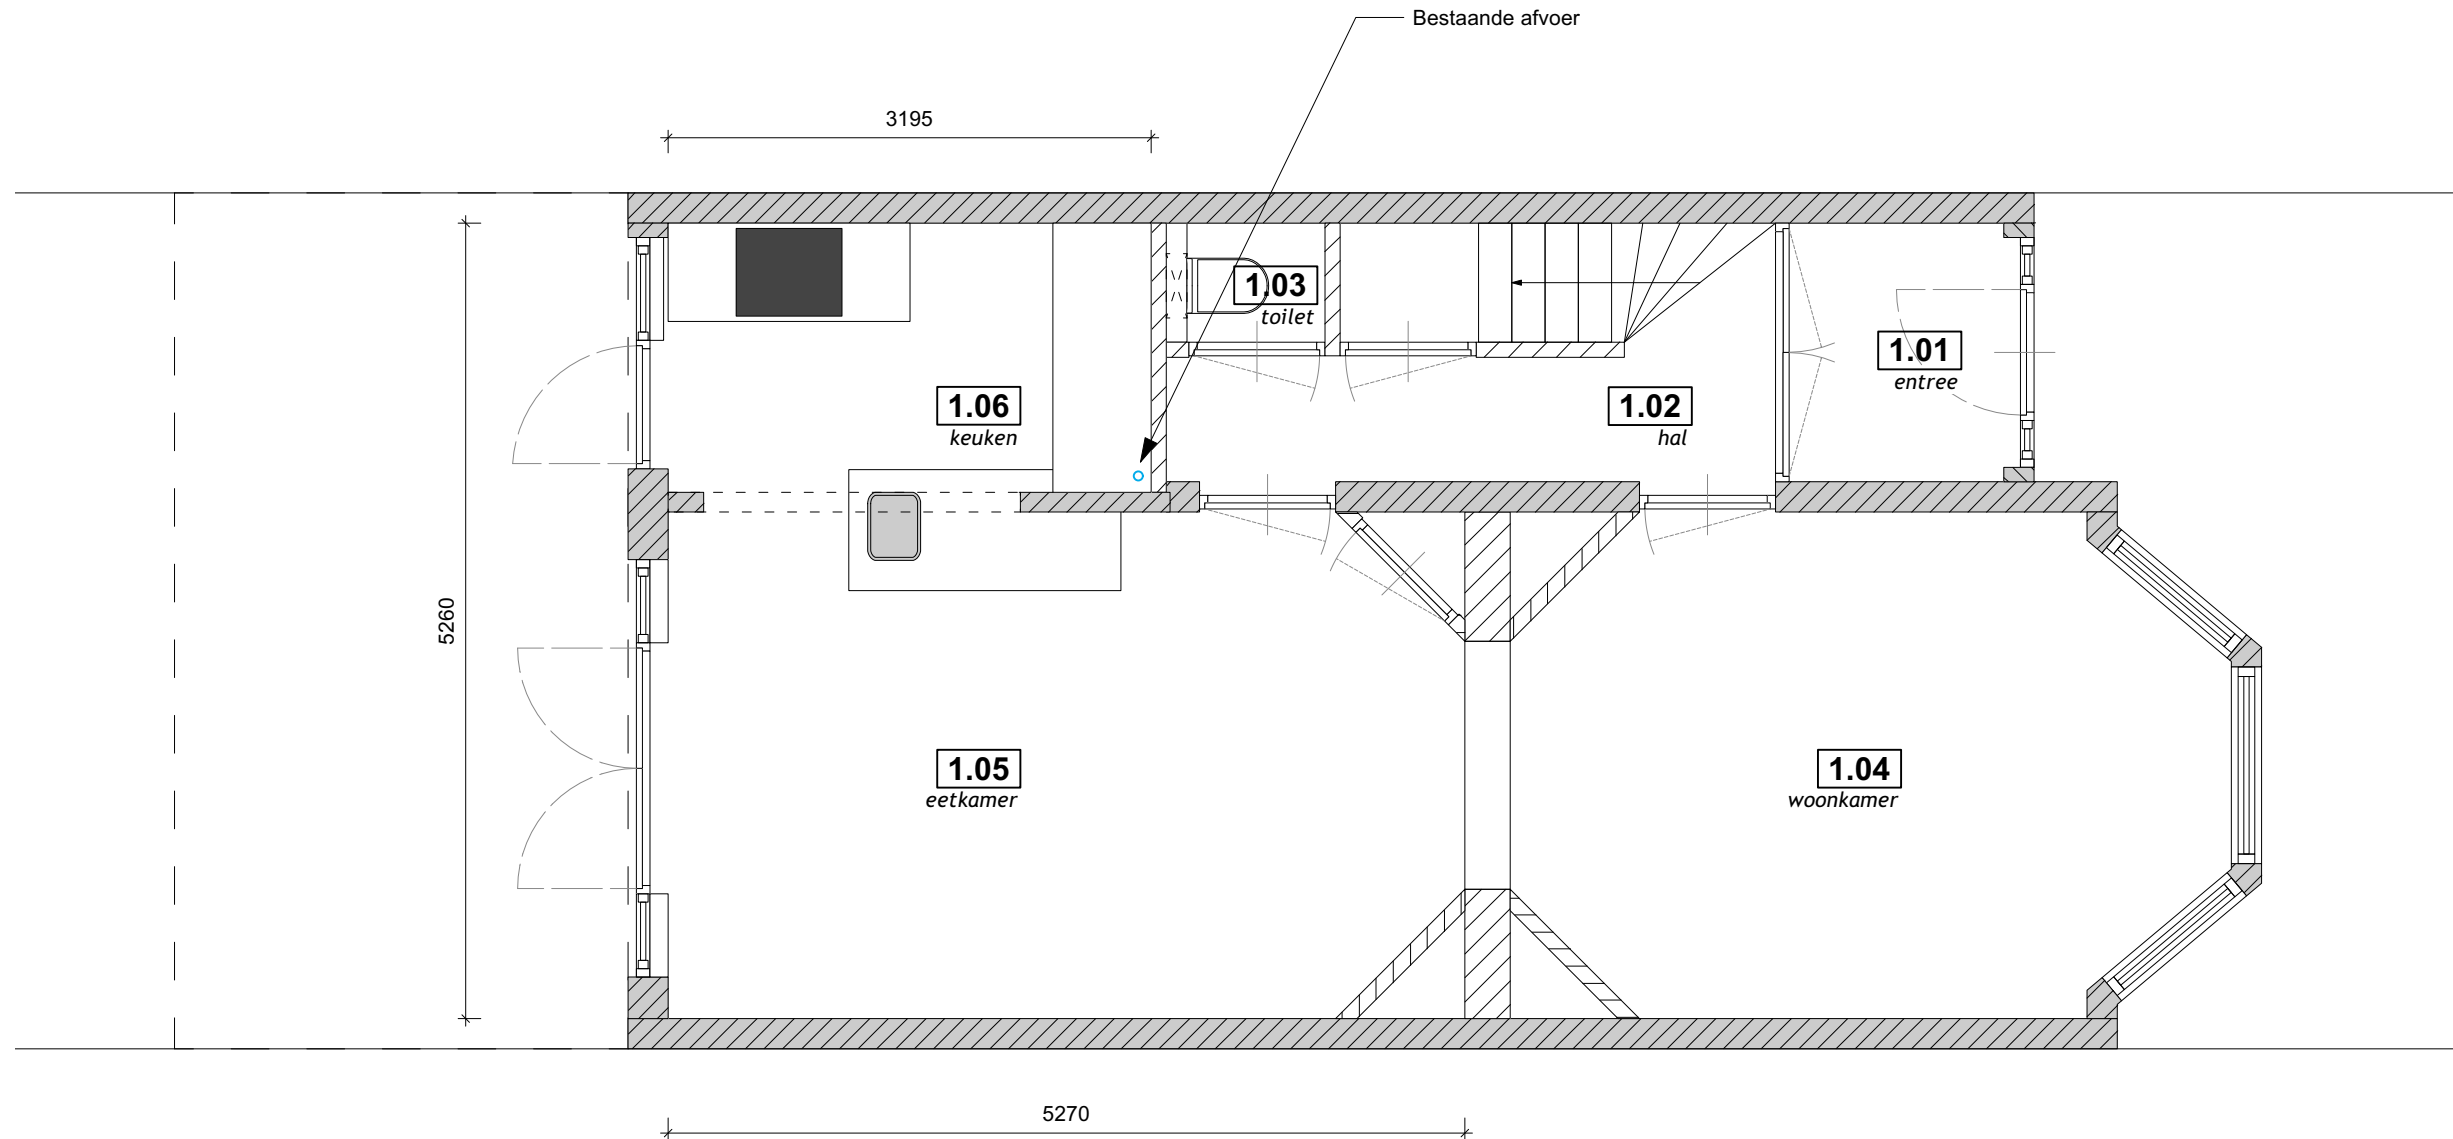 Bestaande afvoer
3195
1.03
toilet
1.01
entree
1.06
keuken
1.02
hal
5260
1.05
eetkamer
1.04
woonkamer
5270